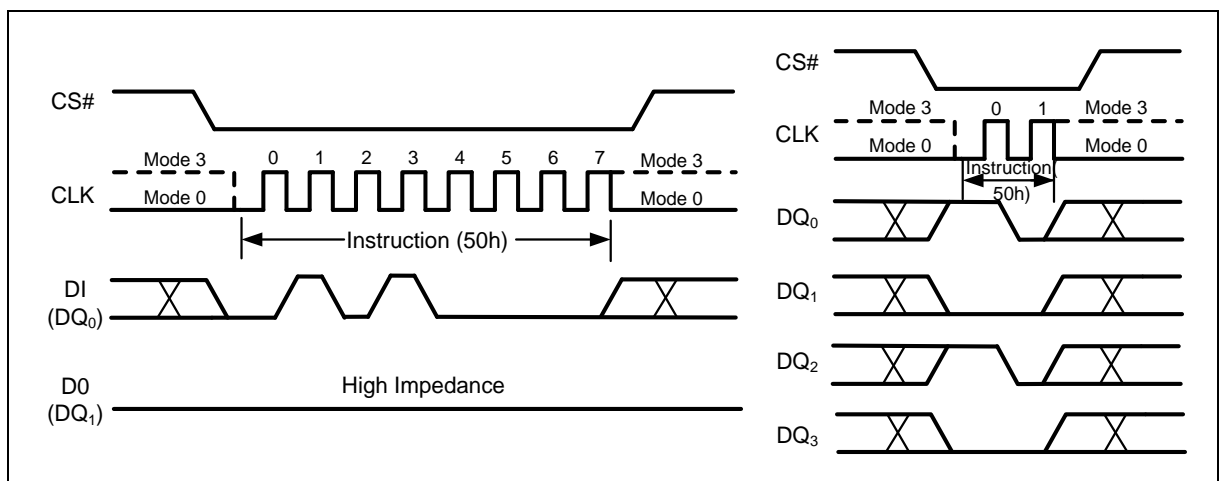 CS#
Mode 3
0 1 2 3 4 5 6 7
Mode 3
CLK
Mode 0
Mode 0
Instruction (50h)
DI
(DQ0)
D0
(DQ1)
High Impedance
CS#
Mode 3
0 1
Mode 3
CLK
Mode 0
Mode 0
Instruction(
50h)
DQ0
DQ1
DQ2
DQ3